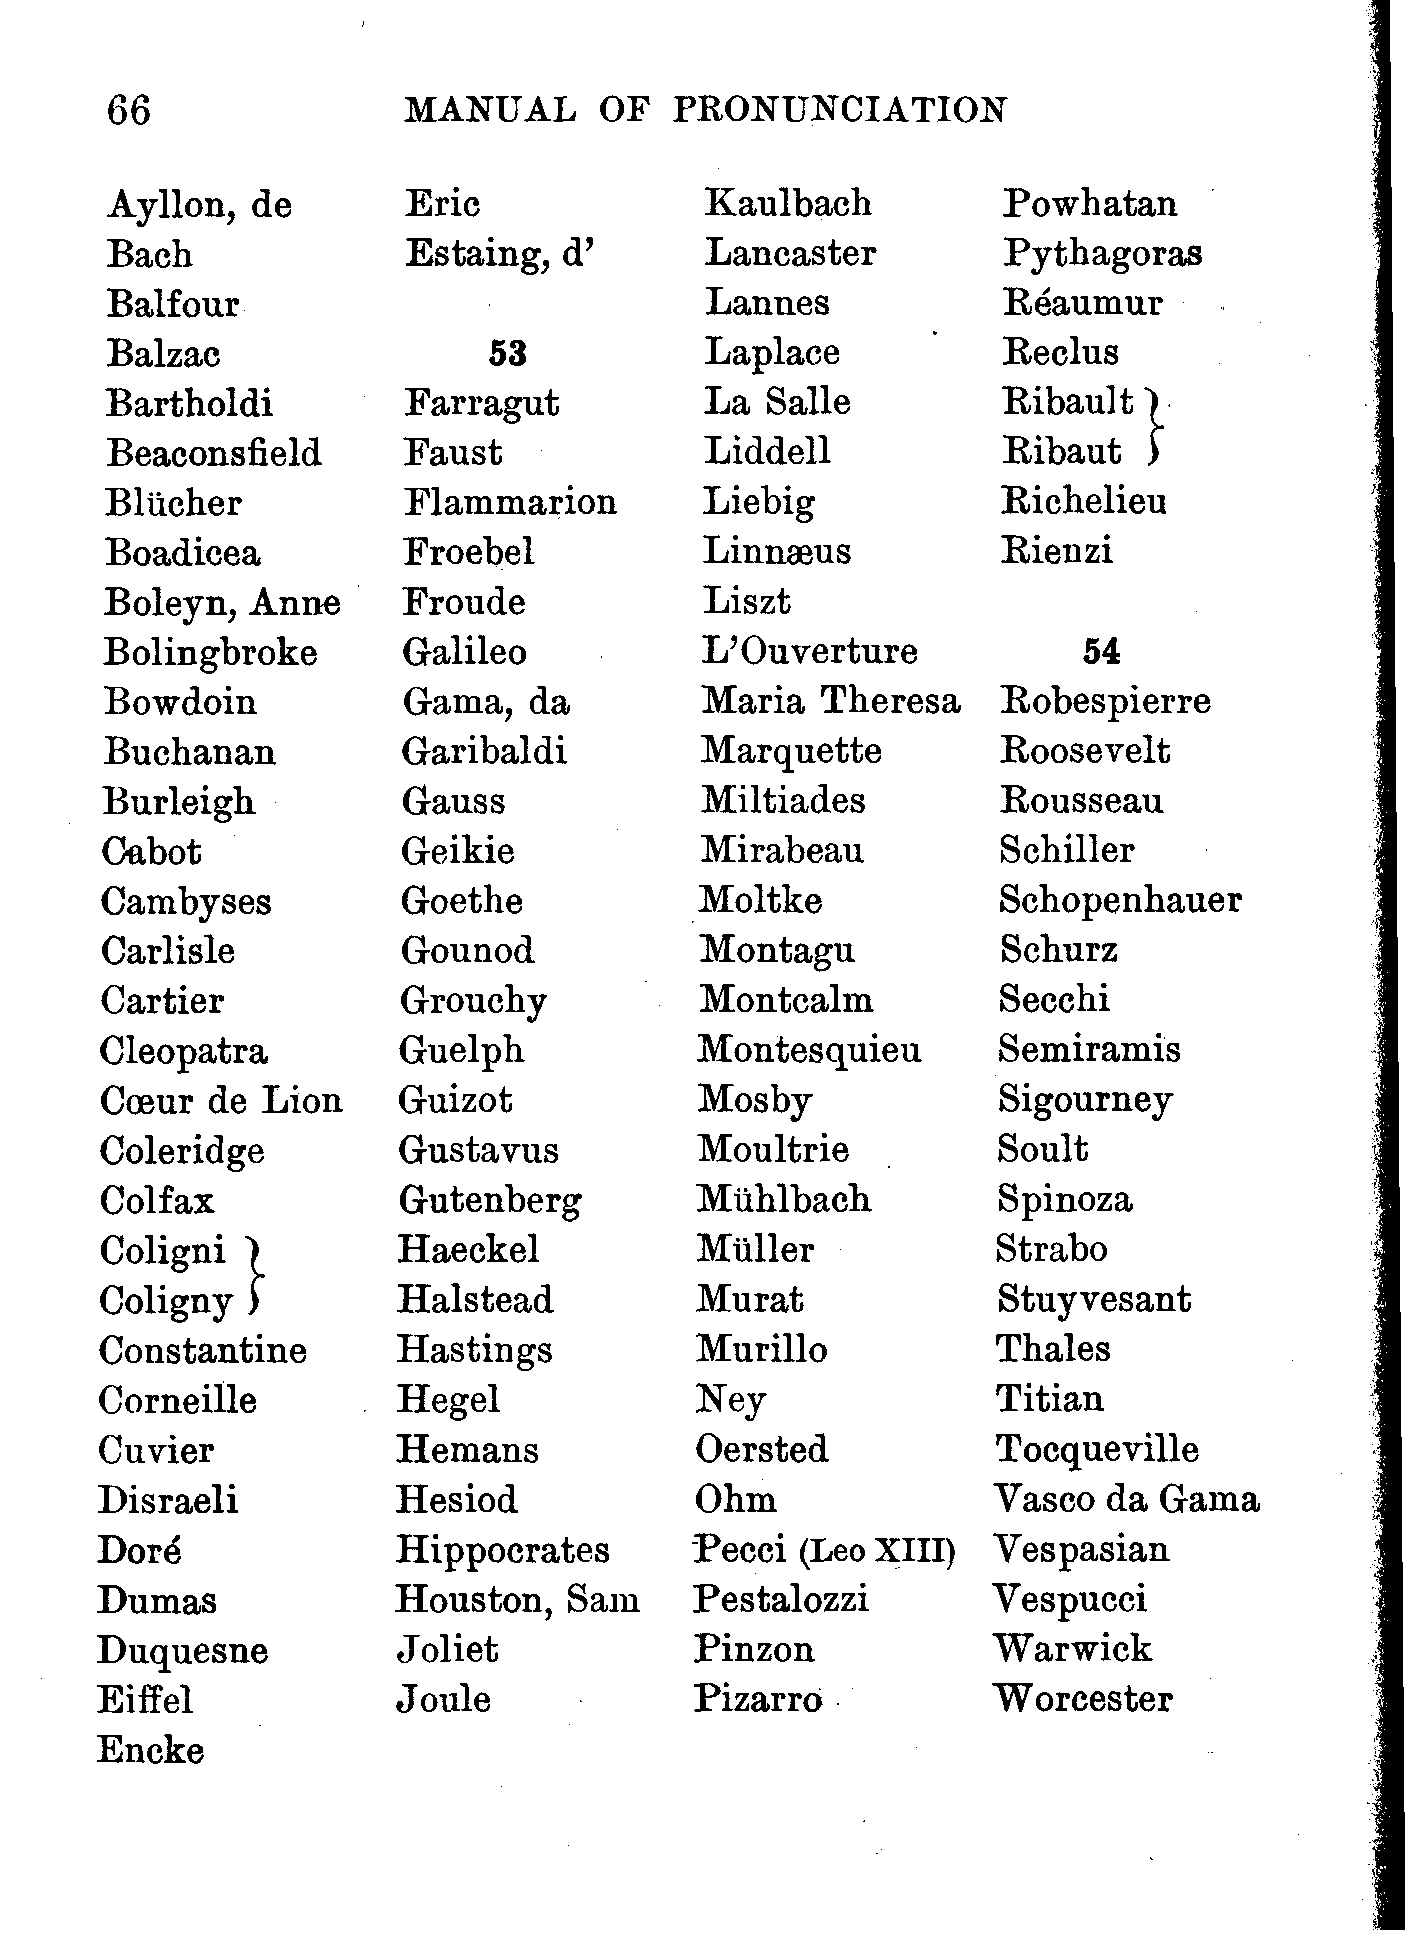 66 MANUAL OF PRONUNCIATION
Ayllon, de
Bach
Balfour
Balzac
Bartholdi
Beaconsfield
Blücher
Boadicea
Boleyn, Anne
Bolingbroke
Bowdoin
Buchanan
Burleigh
Cabot
Cambyses
Carlisle
Cartier
Cleopatra
Cœur de Lion
Coleridge
Colfax
Coligni }
Coligny
Constantine
Corneille
Cuvier
Disraeli
Doré
Dumas
Duquesne
Eiffel
Encke
Eric
Estaing, d'
53
Farragut
Faust
Flammarion
Froebel
Froude
Galileo
Gama, da
Garibaldi
Gauss
Geikie
Goethe
Gounod
Grouchy
Guelph
Guizot
Gustavus
Gutenberg
Haeckel
Halstead
Hastings
Hegel
Hemans
Hesiod
Hippocrates
Houston, Sam
Joliet
Joule
Kaulbach
Lancaster
Lannes
Laplace
La Salle
Liddell
Liebig
Linnæus
Liszt
L'Ouverture
Maria Theresa
Marquette
Miltiades
Mirabeau
Moltke
Montagu
Montcalm
Montesquieu
Mosby
Moultrie
Mühlbach
Müller
Murat
Murillo
Ney
Oersted
Ohm
Pecci (Leo XIII)
Pestalozzi
Pinzon
Pizarro
Powhatan
Pythagoras
Réaumur
Reclus
Ribault }
Ribaut
Richelieu
Rienzi
54
Robespierre
Roosevelt
Rousseau
Schiller
Schopenhauer
Schurz
Secchi
Semiramis
Sigourney
Soult
Spinoza
Strabo
Stuyvesant
Thales
Titian
Tocqueville
Vasco da Gama
Vespasian
Vespucci
Warwick
Worcester